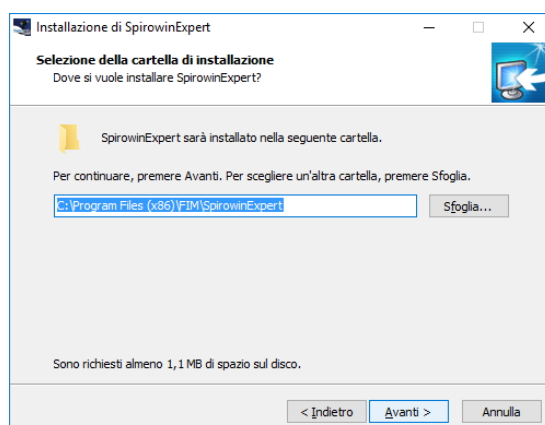 Installazione di SpirowinExpert
Selezione della cartella di installazione
Dove si vuole installare SpirowinExpert?
SpirowinExpert sarà installato nella seguente cartella.
Per continuare, premere Avanti. Per scegliere un'altra cartella, premere Sfoglia.
C:\Program Files (x86)\FIM\SpirowinExpert
Sfoglia...
Sono richiesti almeno 1,1 MB di spazio sul disco.
< Indietro
Avanti >
Annulla